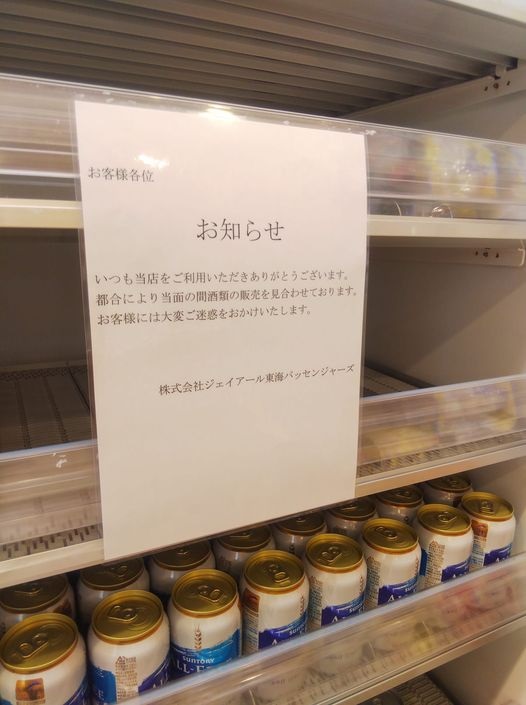 お客様各位
お知らせ
いつも当店をご利用いただきありがとうございます。
都合により当面の間酒類の販売を見合わせております。
お客様には大変ご迷惑をおかけいたします。
株式会社ジェイアール東海パッセンジャーズ
SUNTORY